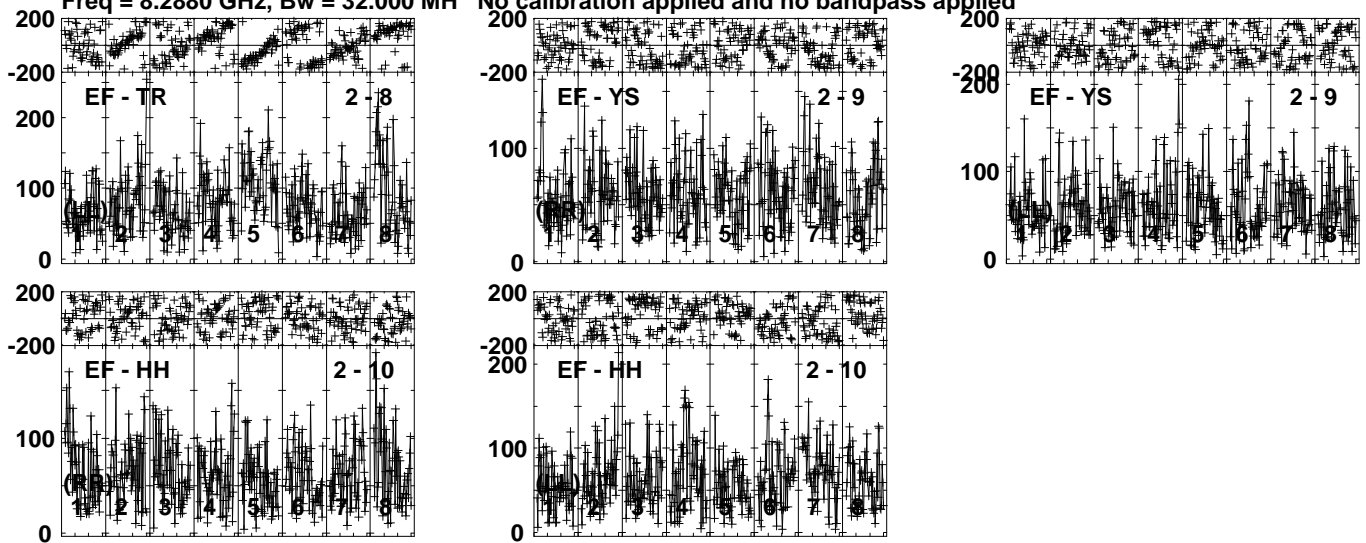 Freq = 8.2880 GHz, Bw = 32.000 MH No calibration applied and no bandpass applied
200
-200
EF - TR 2 - 8
200
100
0
(LL)
1 2 3 4 5 6 7 8
EF - YS 2 - 9
100
0
(RR)
1 2 3 4 5 6 7 8
-200
200
EF - YS 2 - 9
100
0
(LL)
1 2 3 4 5 6 7 8
200
-200
EF - HH 2 - 10
100
0
(RR)
1 2 3 4 5 6 7 8
200
EF - HH 2 - 10
100
0
(LL)
1 2 3 4 5 6 7 8